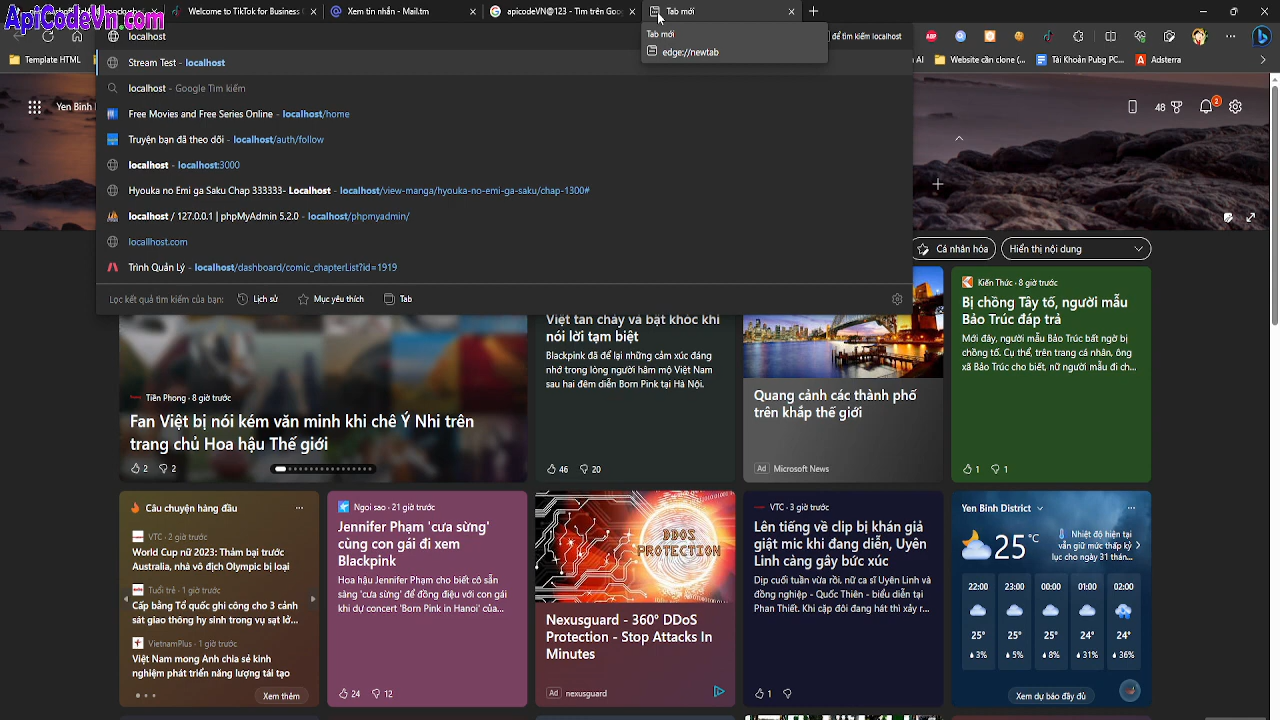 ApiCodeVn.com
Welcome to TikTok for Business
Xem tin nhắn - Mail.tm
apicodeVN@123 - Tìm trên Goo
Tab mới
localhost
Tab mới
edge://newtab
để tìm kiếm localhost
Template HTML
AI
Website cần clone (...
Tài Khoản Pug PC...
Adsterra
Stream Test - localhost
localhost - Google Tìm kiếm
Free Movies and Free Series Online - localhost/home
Truyện bạn đã theo dõi - localhost/auth/follow
localhost - localhost:3000
Hyouka no Emi ga Saku Chap 333333- Localhost - localhost/view-manga/hyouka-no-emi-ga-saku/chap-1300#
localhost / 127.0.0.1 | phpMyAdmin 5.2.0 - localhost/phpmyadmin/
locallhost.com
Trình Quản Lý - localhost/dashboard/comic_chapterList?id=1919
Lọc kết quả tìm kiếm của bạn:
Lịch sử
Mục yêu thích
Tab
Yen Binh
48
2
Cá nhân hóa
Hiển thị nội dung
Tiền Phong · 8 giờ trước
Fan Việt bị nói kém văn minh khi chê Ý Nhi trên
trang chủ Hoa hậu Thế giới
2
2
Việt tan chảy và bật khóc khi
nói lời tạm biệt
Blackpink đã để lại những cảm xúc đáng
nhớ trong lòng người hâm mộ Việt Nam
sau hai đêm diễn Born Pink tại Hà Nội.
46
20
Quang cảnh các thành phố
trên khắp thế giới
Ad
Microsoft News
Kiến Thức · 8 giờ trước
Bị chồng Tây tố, người mẫu
Bảo Trúc đáp trả
Mới đây, người mẫu Bảo Trúc bất ngờ bị
chồng tố. Cụ thể, trên trang cá nhân, ông
xã Bảo Trúc cho biết, nữ người mẫu đi ch...
1
1
Câu chuyện hàng đầu
VTC · 2 giờ trước
World Cup nữ 2023: Thảm bại trước
Australia, nhà vô địch Olympic bị loại
Tuổi trẻ · 1 giờ trước
Cấp bằng Tổ quốc ghi công cho 3 cảnh
sát giao thông hy sinh trong vụ sạt lở...
VietnamPlus · 1 giờ trước
Việt Nam mong Anh chia sẻ kinh
nghiệm phát triển năng lượng tái tạo
Xem thêm
Ngoi sao · 21 giờ trước
Jennifer Phạm 'cưa sừng'
cùng con gái đi xem
Blackpink
Hoa hậu Jennifer Phạm cho biết cô sẵn
sàng 'cưa sừng' để đồng điệu với con gái
khi dự concert 'Born Pink in Hanoi' của...
24
12
DDOS
PROTECTION
Nexusguard - 360° DDoS
Protection - Stop Attacks In
Minutes
Ad
nexusguard
VTC · 3 giờ trước
Lên tiếng về clip bị khán giả
giật mic khi đang diễn, Uyên
Linh càng gây bức xúc
Dịp cuối tuần vừa rồi, nữ ca sĩ Uyên Linh và
đồng nghiệp - Quốc Thiên - biểu diễn tại
Phan Thiết. Khi cặp đôi đang hát thì xảy r...
1
Yen Binh District
25 °C
Nhiệt độ hiện tại
vẫn giữ mức thấp kỷ
lục cho ngày 31 thán...
22:00
23:00
00:00
01:00
02:00
25°
25°
25°
24°
24°
3%
5%
8%
31%
36%
Xem dự báo đầy đủ